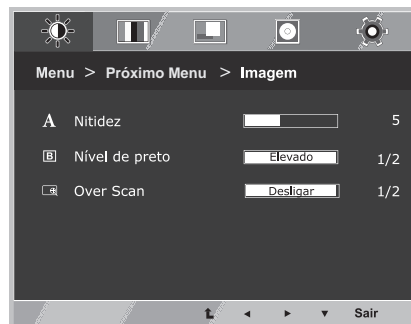 Menu > Próximo Menu > Imagem
A Nitidez 5
B Nível de preto Elevado 1/2
Over Scan Desligar 1/2
Sair